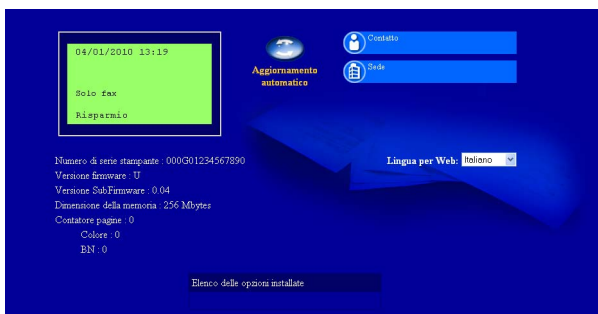 04/01/2010 13:19
Solo fax
Risparmio
Aggiornamento
automatico
Contatto
Sede
Numero di serie stampante : 000G01234567890
Versione firmware : U
Versione SubFirmware : 0.04
Dimensione della memoria : 256 Mbytes
Contatore pagine : 0
Colore : 0
BN : 0
Lingua per Web: Italiano
Elenco delle opzioni installate